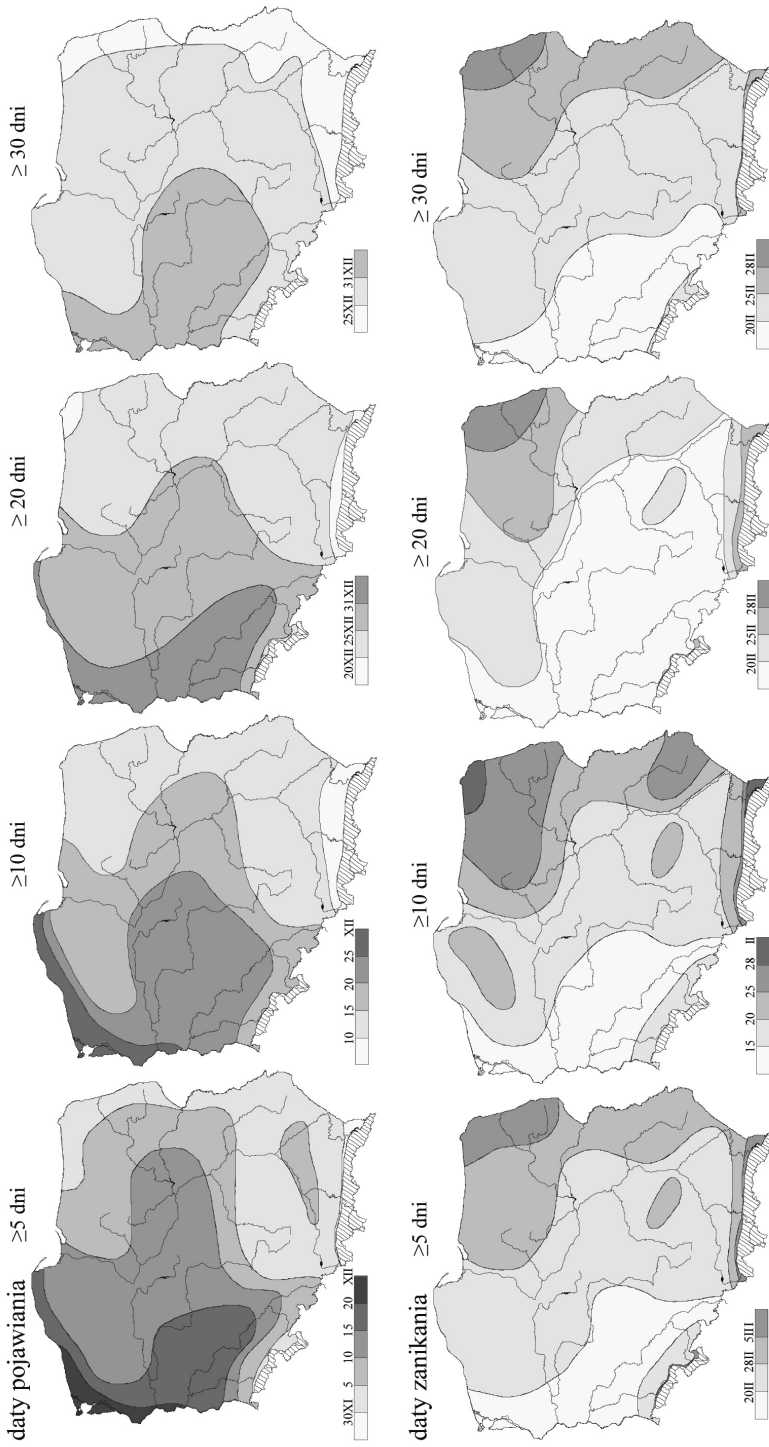 daty pojawiania
≥5 dni
≥10 dni
≥ 20 dni
≥ 30 dni
30XI 5 10 15 20 XII
10 15 20 25 XII
20XII 25XII 31XII
25XII 31XII
daty zanikania
≥5 dni
≥10 dni
≥ 20 dni
≥ 30 dni
20II 28II 5III
15 20 25 28 II
20II 25II 28II
20II 25II 28II